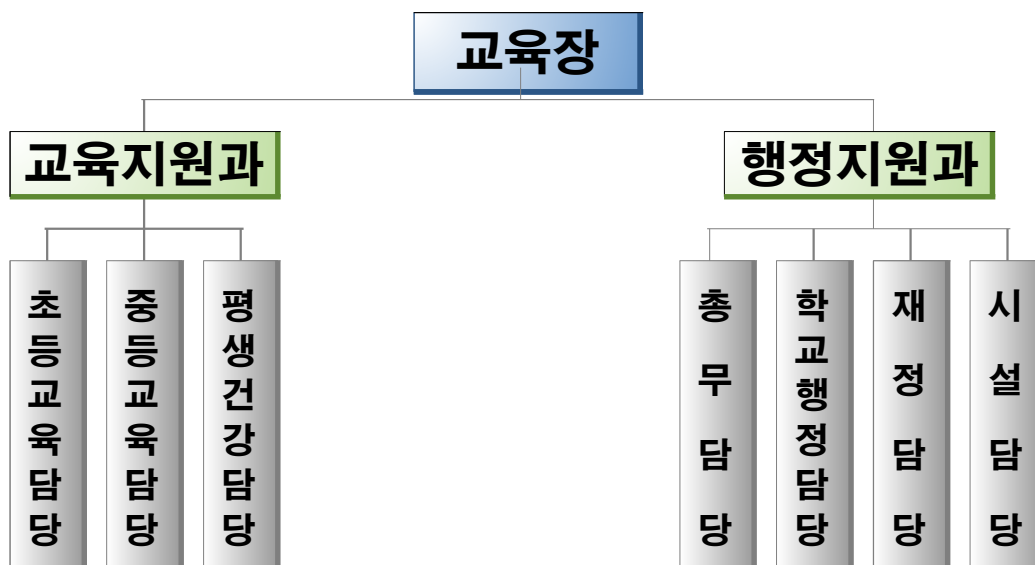 교육장
교육지원과
행정지원과
초등교육담당
중등교육담당
평생건강담당
총무담당
학교행정담당
재정담당
시설담당